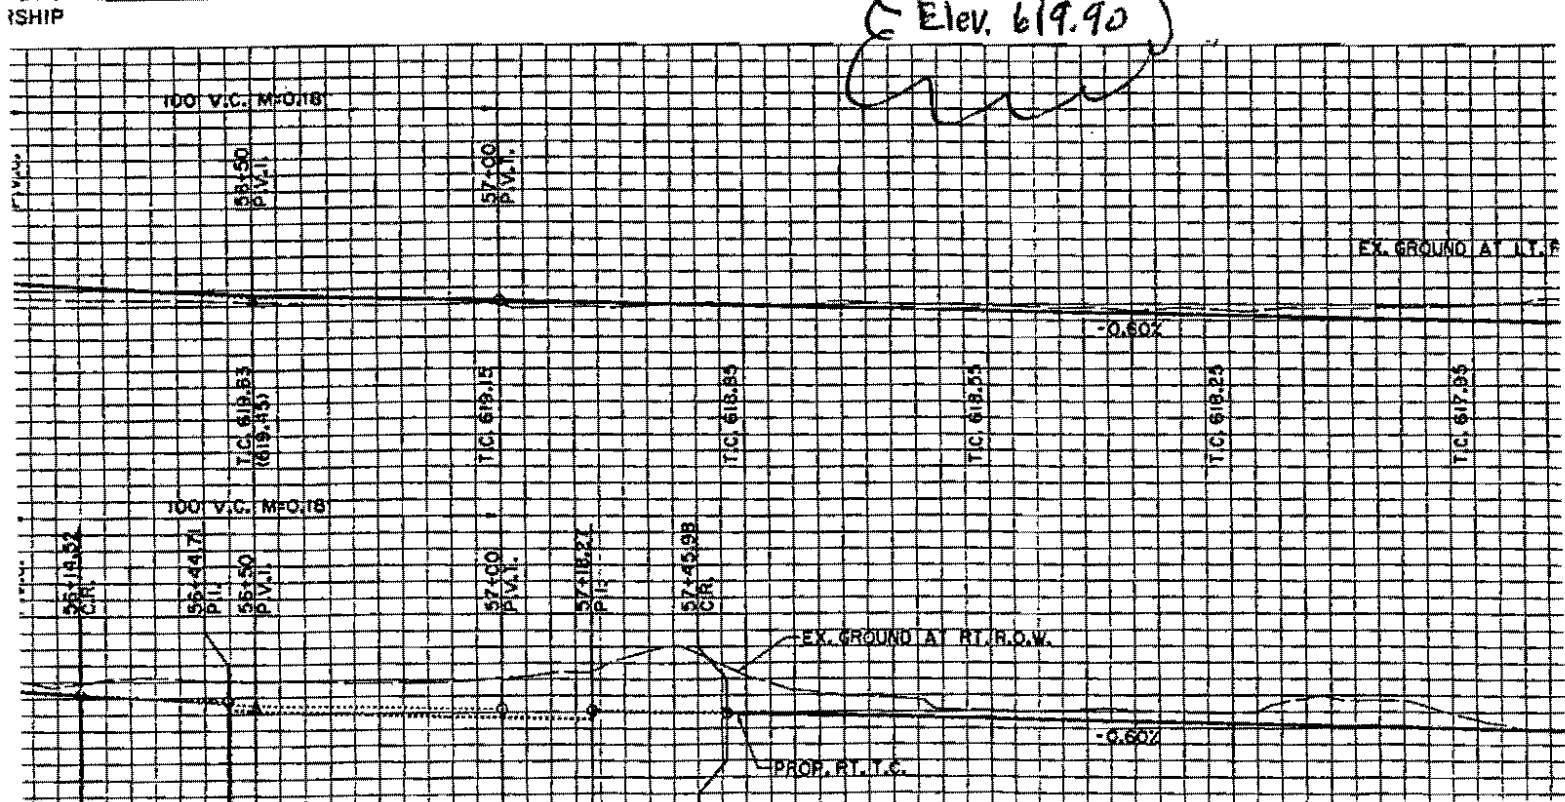 RSHIP
Elev. 619.90
100' V.C. M=0.18'
56+50
P.V.I.
57+00
P.V.T.
EX. GROUND AT LT. R
-0.60%
T.C. 619.63
(619.45)
T.C. 619.15
T.C. 618.85
T.C. 618.55
T.C. 618.25
T.C. 617.95
100' V.C. M=0.18'
56+14.52
C.R.
56+44.71
P.I.
56+50
P.V.I.
57+00
P.V.T.
57+18.27
P.I.
57+45.98
C.R.
EX. GROUND AT RT. R.O.W.
-0.60%
PROP. RT. T.C.